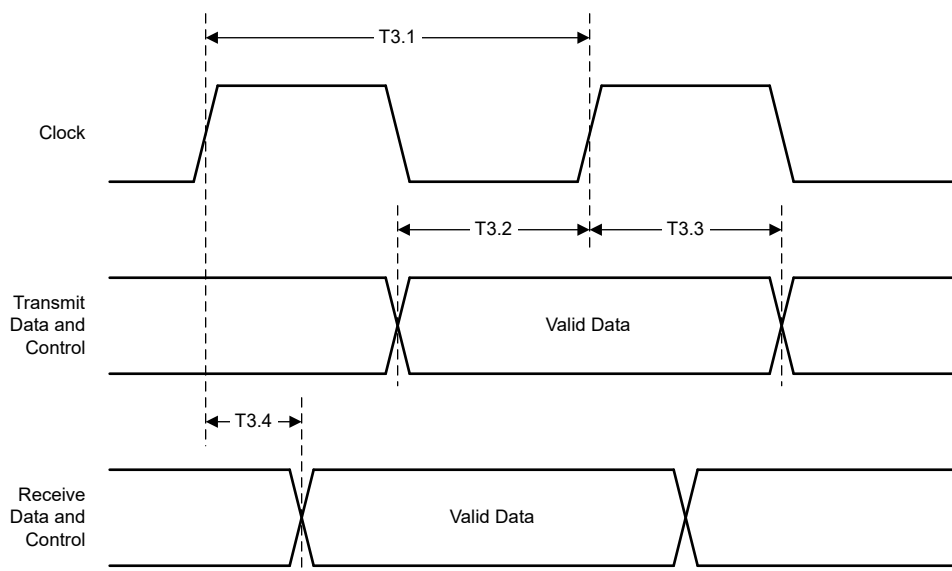 T3.1
Clock
T3.2
T3.3
Transmit
Data and
Control
Valid Data
T3.4
Receive
Data and
Control
Valid Data